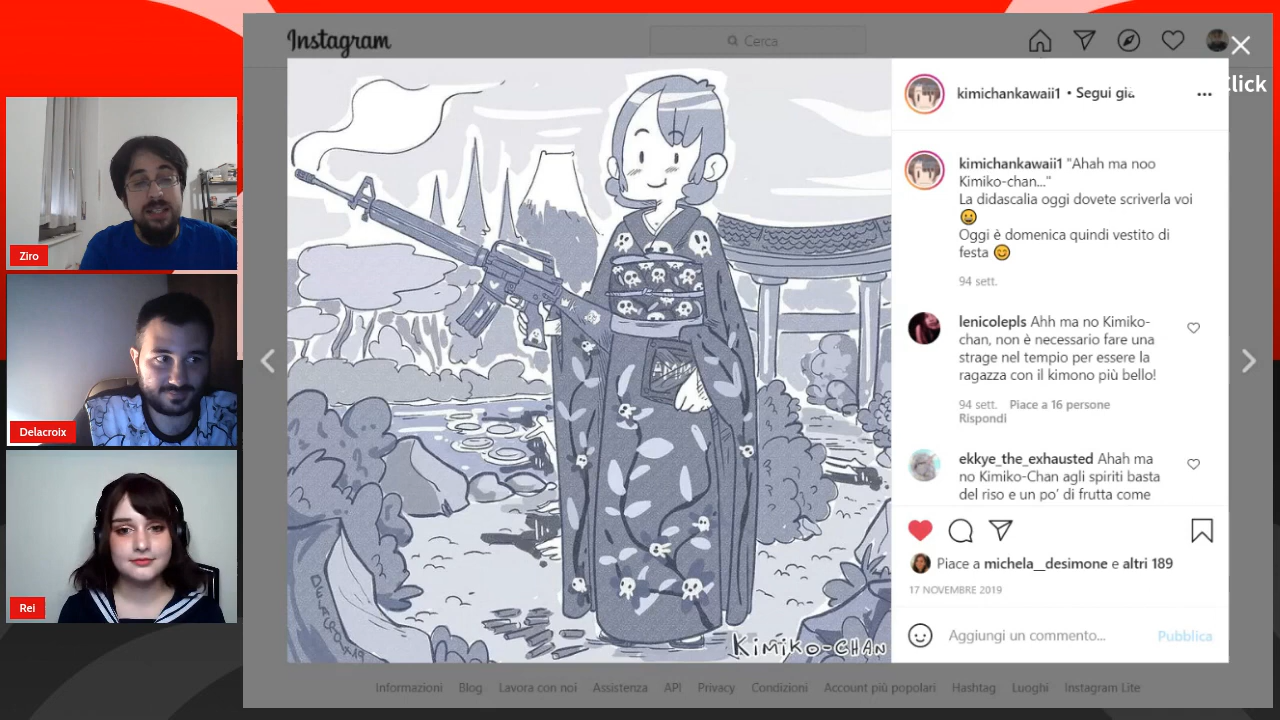 Instagram
Cerca
Click
Ziro
Delacroix
Rei
AMA
DELACROIX19
KIMIKO-CHAN
kimichankawaii1 • Segui già
kimichankawaii1 "Ahah ma noo
Kimiko-chan..."
La didascalia oggi dovete scriverla voi
😀
Oggi è domenica quindi vestito di
festa 😊
94 sett.
lenicolepls Ahh ma no Kimiko-
chan, non è necessario fare una
strage nel tempio per essere la
ragazza con il kimono più bello!
94 sett. Piace a 16 persone
Rispondi
ekkye_the_exhausted Ahah ma
no Kimiko-Chan agli spiriti basta
del riso e un po' di frutta come
Piace a michela__desimone e altri 189
17 NOVEMBRE 2019
Aggiungi un commento... Pubblica
Informazioni Blog Lavora con noi Assistenza API Privacy Condizioni Account più popolari Hashtag Luoghi Instagram Lite